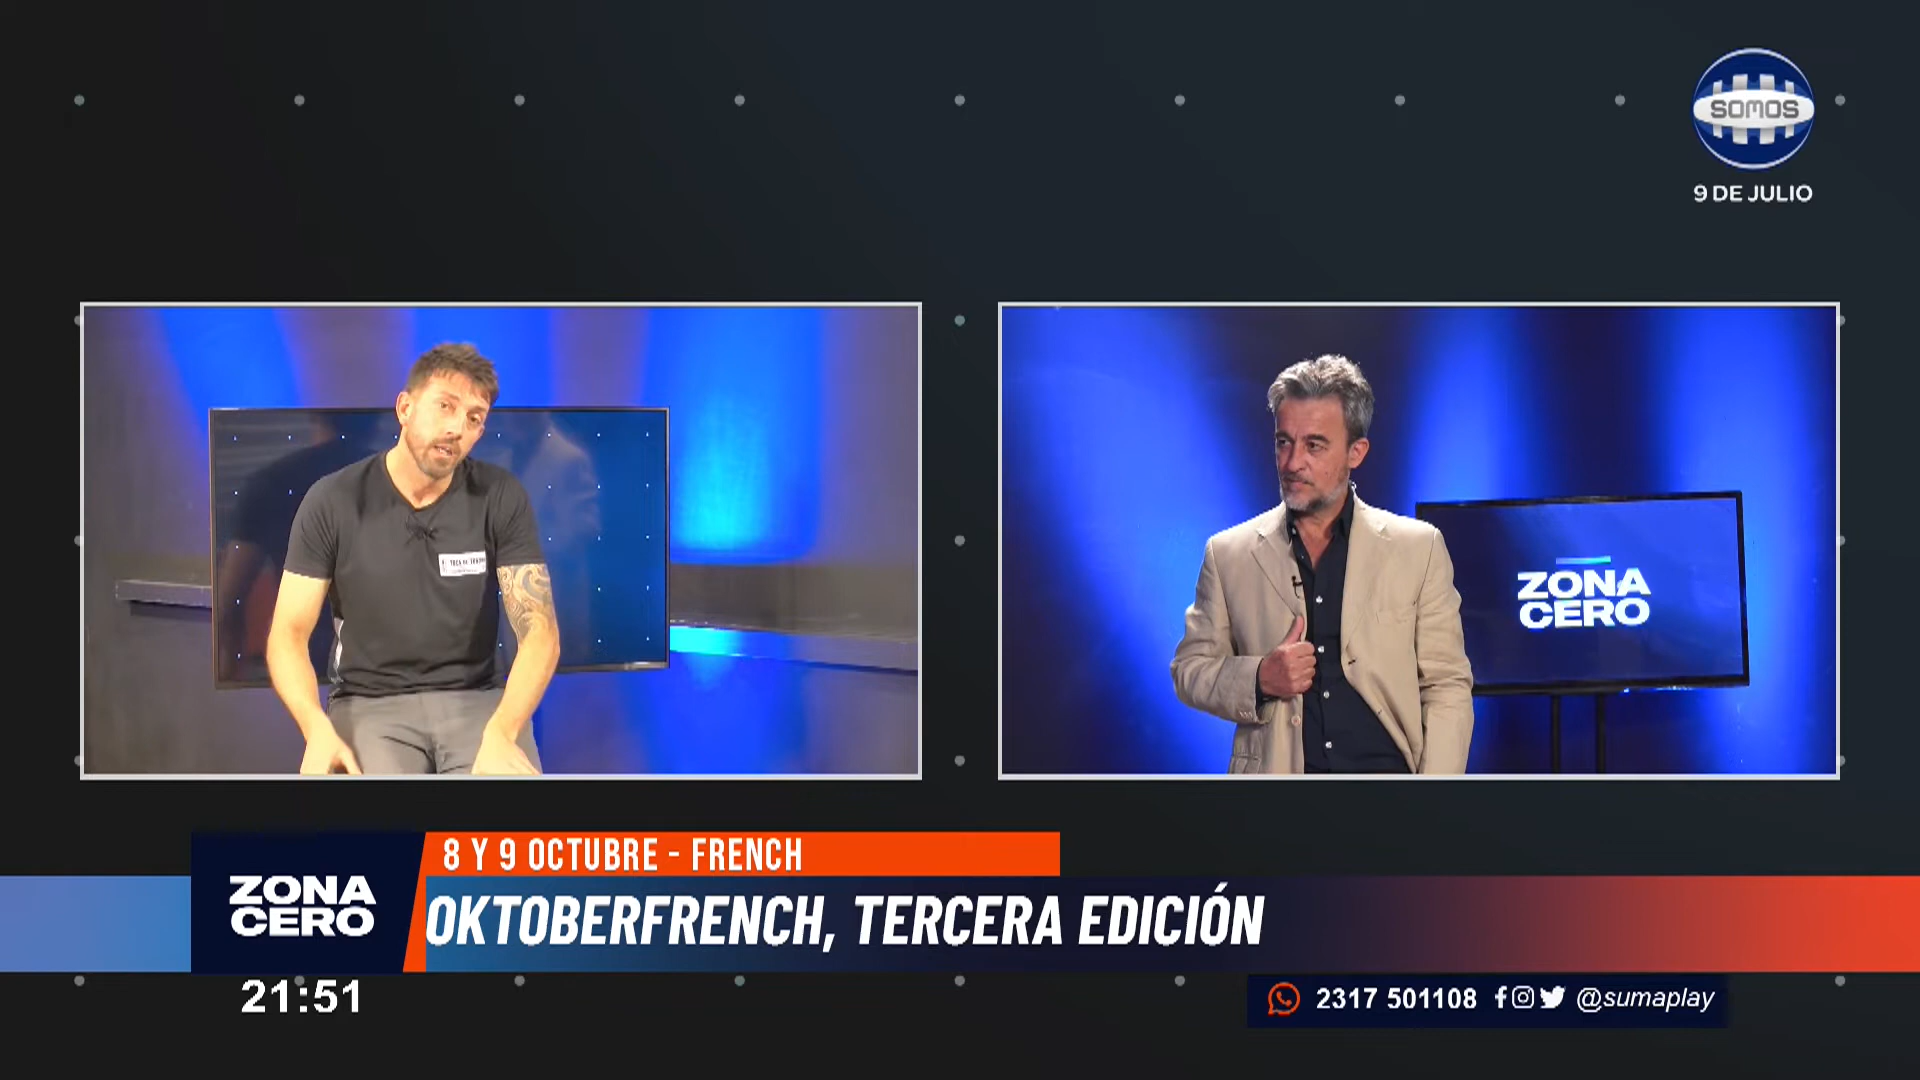 SOMOS
9 DE JULIO
ZONA
CERO
8 Y 9 OCTUBRE - FRENCH
ZONA
CERO
OKTOBERFRENCH, TERCERA EDICIÓN
21:51
2317 501108 @sumaplay